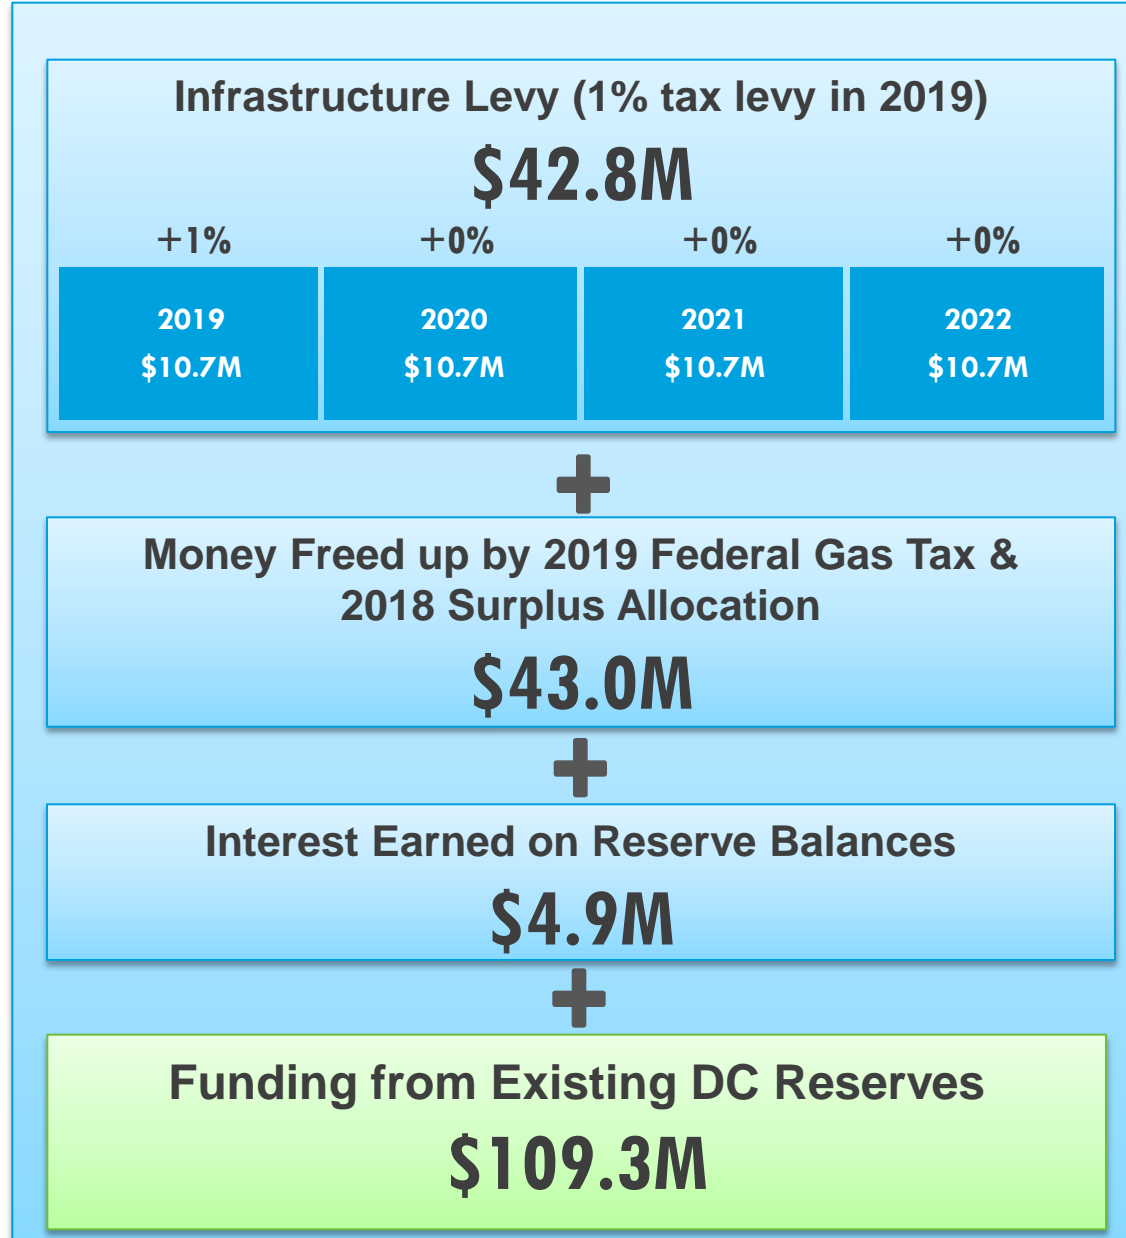 Infrastructure Levy (1% tax levy in 2019)
$42.8M
+1% +0% +0% +0%
2019 2020 2021 2022
$10.7M $10.7M $10.7M $10.7M
+
Money Freed up by 2019 Federal Gas Tax &
2018 Surplus Allocation
$43.0M
+
Interest Earned on Reserve Balances
$4.9M
+
Funding from Existing DC Reserves
$109.3M